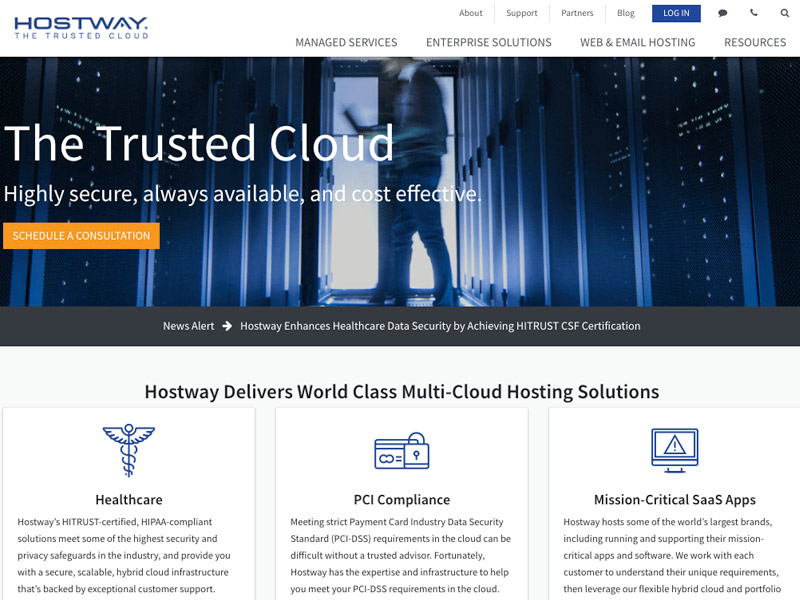 HOSTWAY.
THE TRUSTED CLOUD
About
Support
Partners
Blog
LOG IN
MANAGED SERVICES
ENTERPRISE SOLUTIONS
WEB & EMAIL HOSTING
RESOURCES
The Trusted Cloud
Highly secure, always available, and cost effective.
SCHEDULE A CONSULTATION
News Alert
Hostway Enhances Healthcare Data Security by Achieving HITRUST CSF Certification
Hostway Delivers World Class Multi-Cloud Hosting Solutions
Healthcare
Hostway's HITRUST-certified, HIPAA-compliant
solutions meet some of the highest security and
privacy safeguards in the industry, and provide you
with a secure, scalable, hybrid cloud infrastructure
that's backed by exceptional customer support.
PCI Compliance
Meeting strict Payment Card Industry Data Security
Standard (PCI-DSS) requirements in the cloud can be
difficult without a trusted advisor. Fortunately,
Hostway has the expertise and infrastructure to help
you meet your PCI-DSS requirements in the cloud.
Mission-Critical SaaS Apps
Hostway hosts some of the world's largest brands,
including running and supporting their mission-
critical apps and software. We work with each
customer to understand their unique requirements,
then leverage our flexible hybrid cloud and portfolio